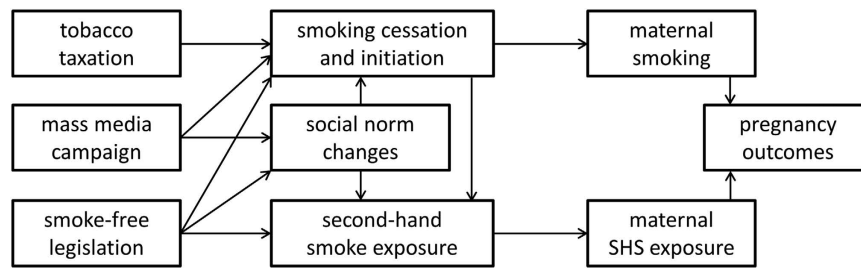 tobacco
taxation
smoking cessation
and initiation
maternal
smoking
mass media
campaign
social norm
changes
pregnancy
outcomes
smoke-free
legislation
second-hand
smoke exposure
maternal
SHS exposure